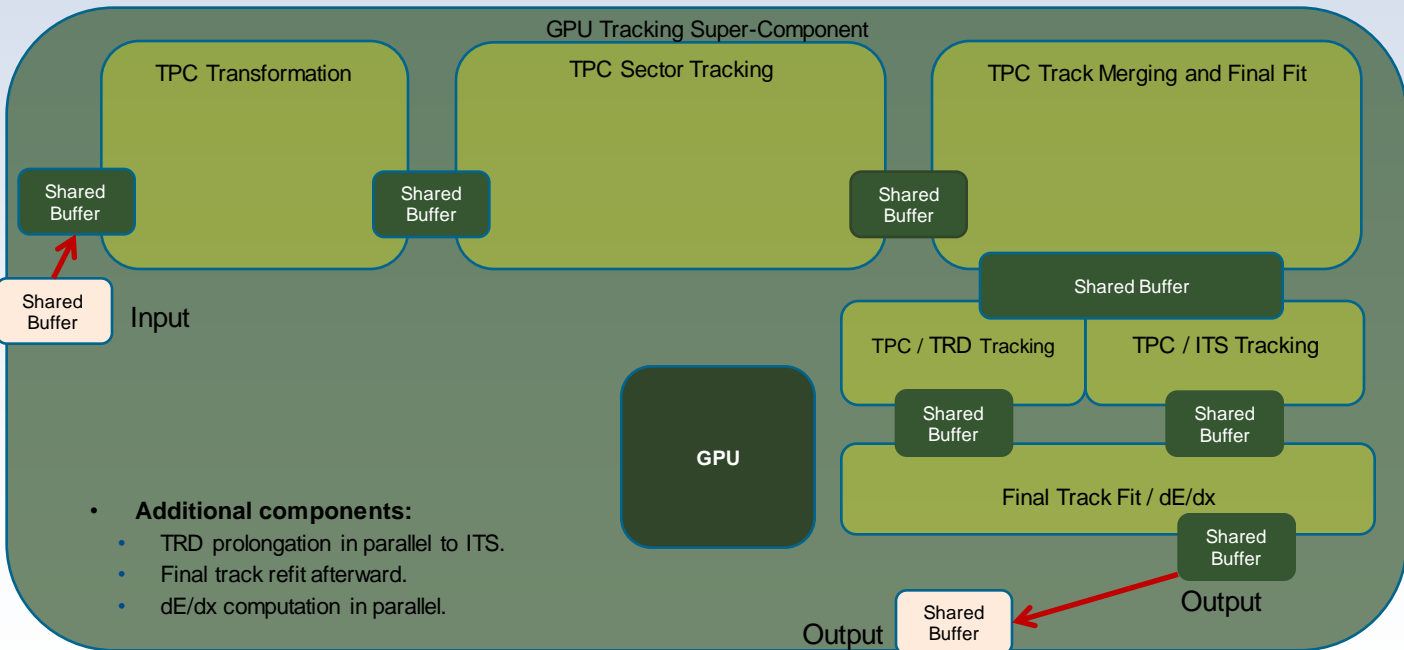 GPU Tracking Super-Component
TPC Transformation
TPC Sector Tracking
TPC Track Merging and Final Fit
Shared
Buffer
Shared
Buffer
Shared
Buffer
Shared
Buffer
Input
Shared Buffer
TPC / TRD Tracking
TPC / ITS Tracking
Shared
Buffer
Shared
Buffer
GPU
Final Track Fit / dE/dx
• Additional components:
• TRD prolongation in parallel to ITS.
• Final track refit afterward.
• dE/dx computation in parallel.
Shared
Buffer
Output
Output
Shared
Buffer